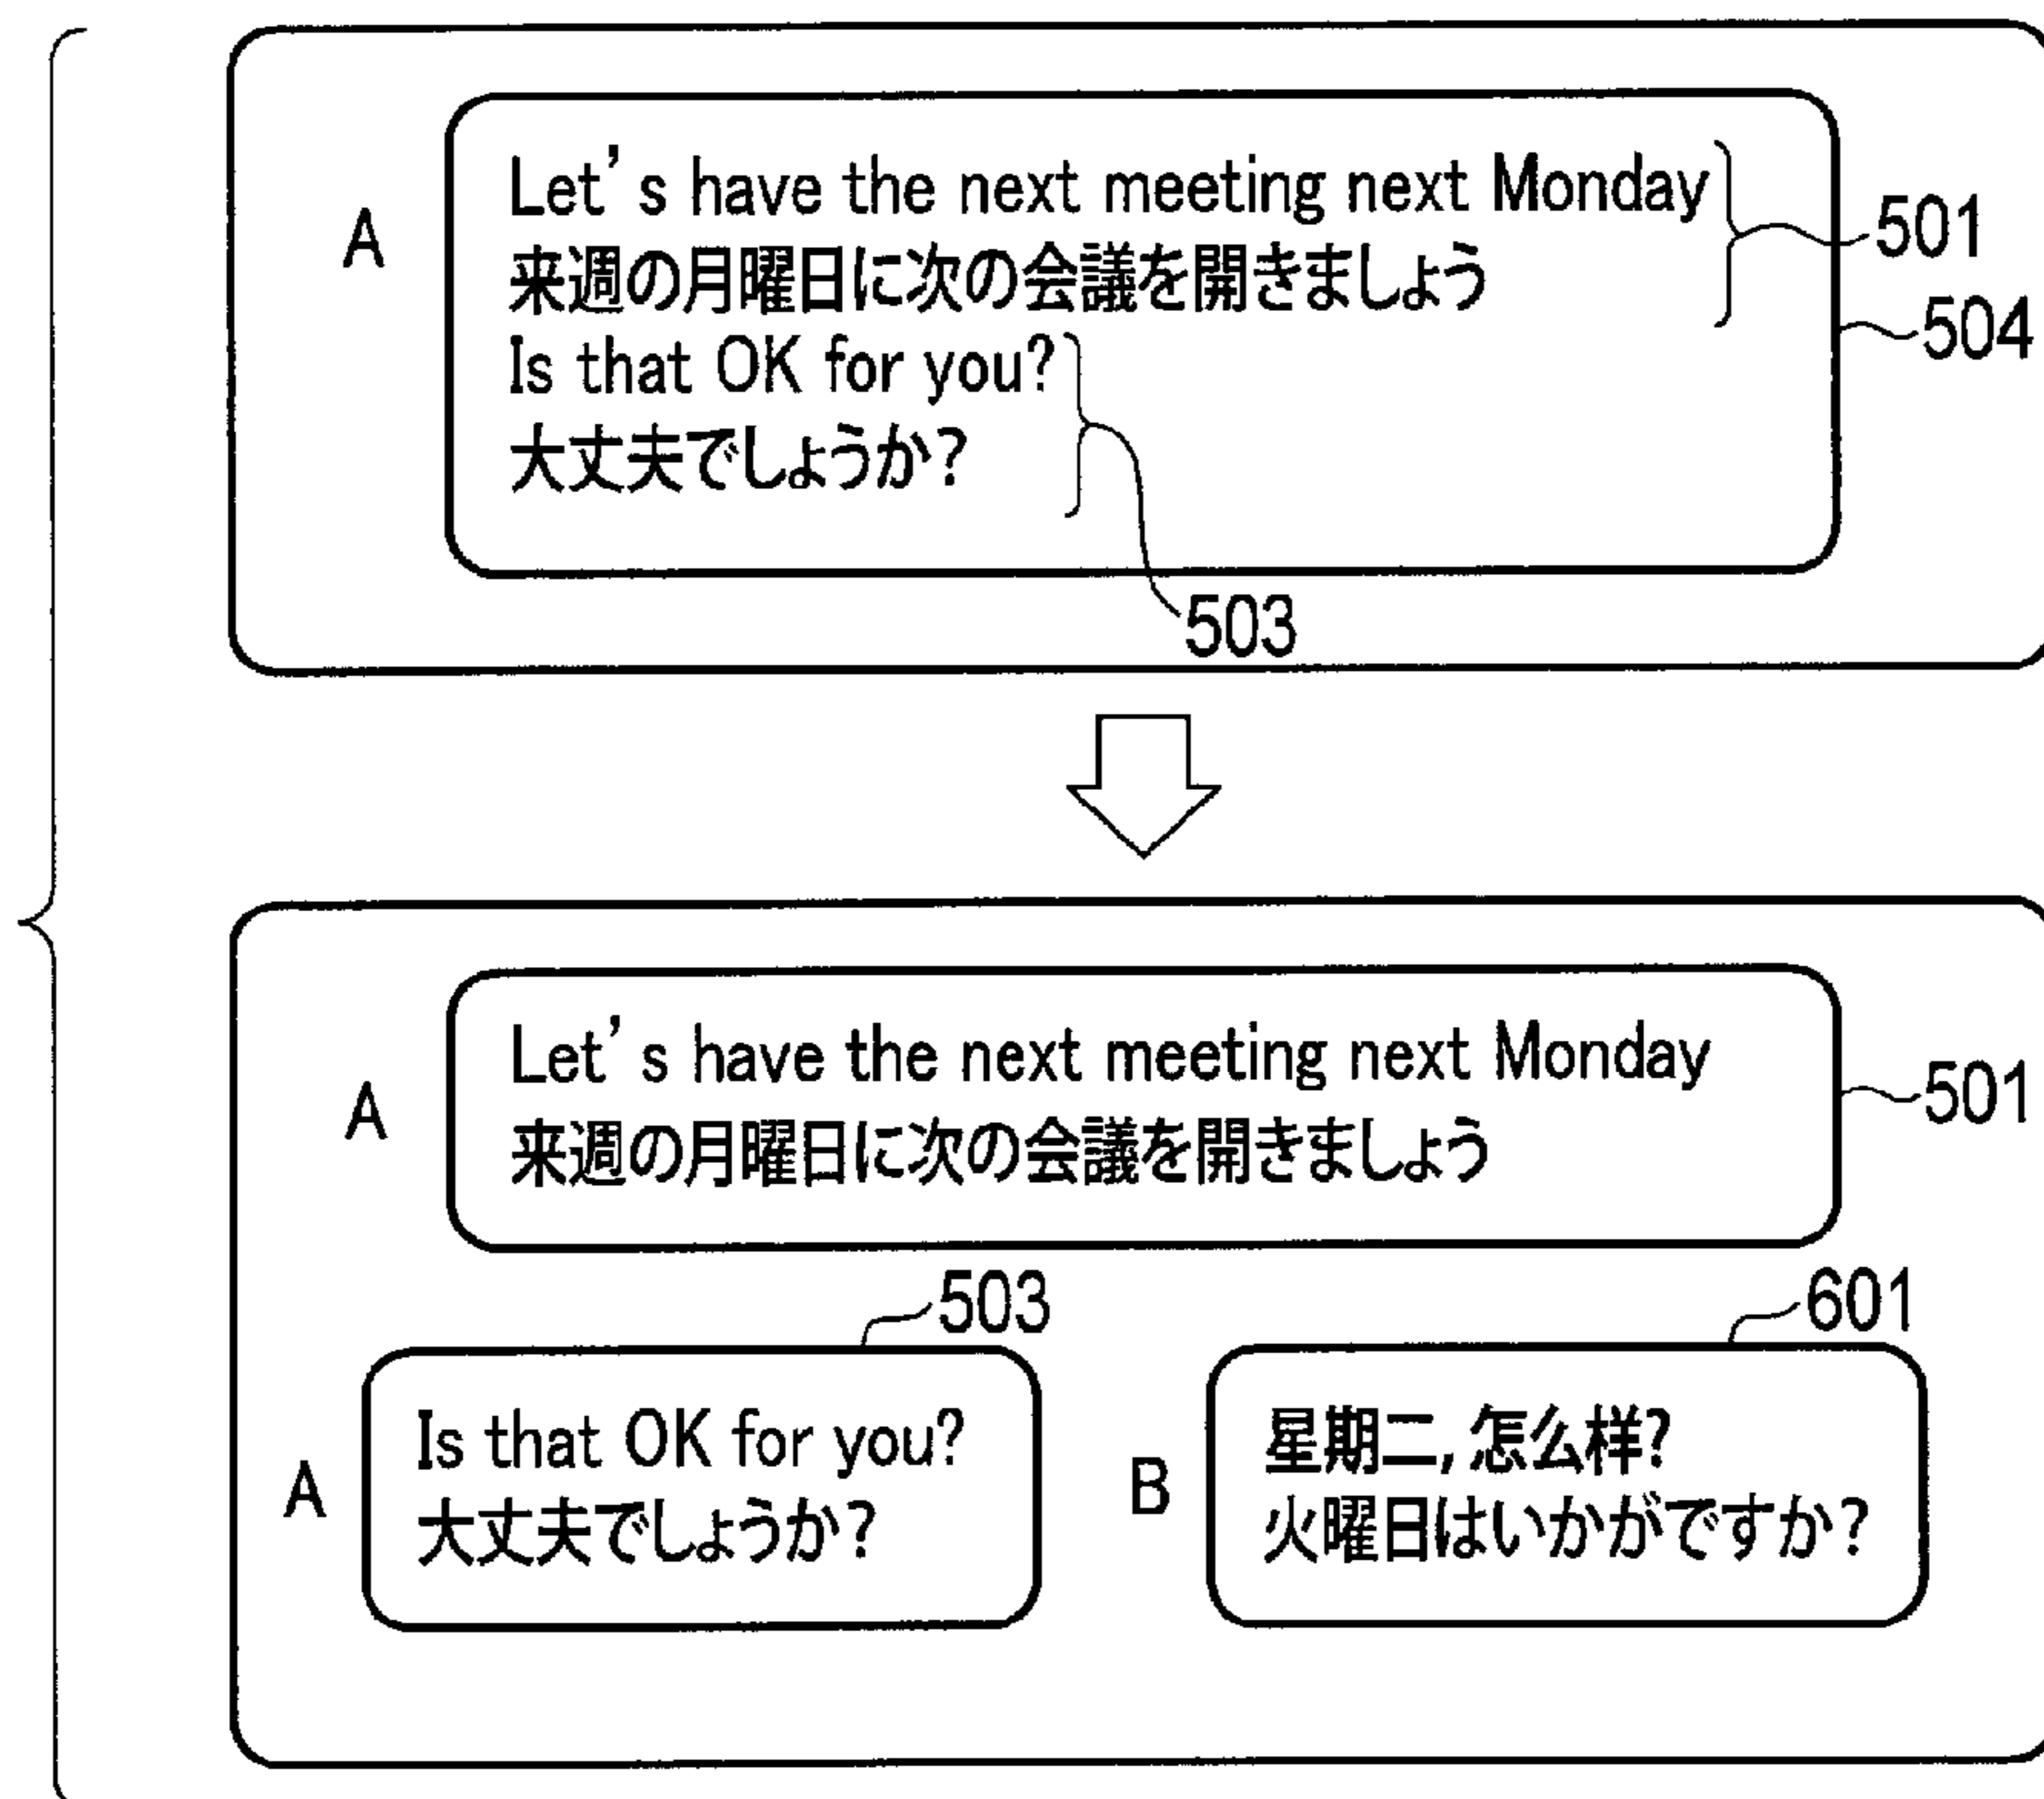 Let's have the next meeting next Monday
A
501
来週の月曜日に次の会議を開きましょう
504
Is that OK for you?
大丈夫でしょうか?
503
Let's have the next meeting next Monday
A
501
来週の月曜日に次の会議を開きましょう
503
601
Is that OK for you?
A
大丈夫でしょうか?
星期二,怎么样?
B
火曜日はいかがですか?